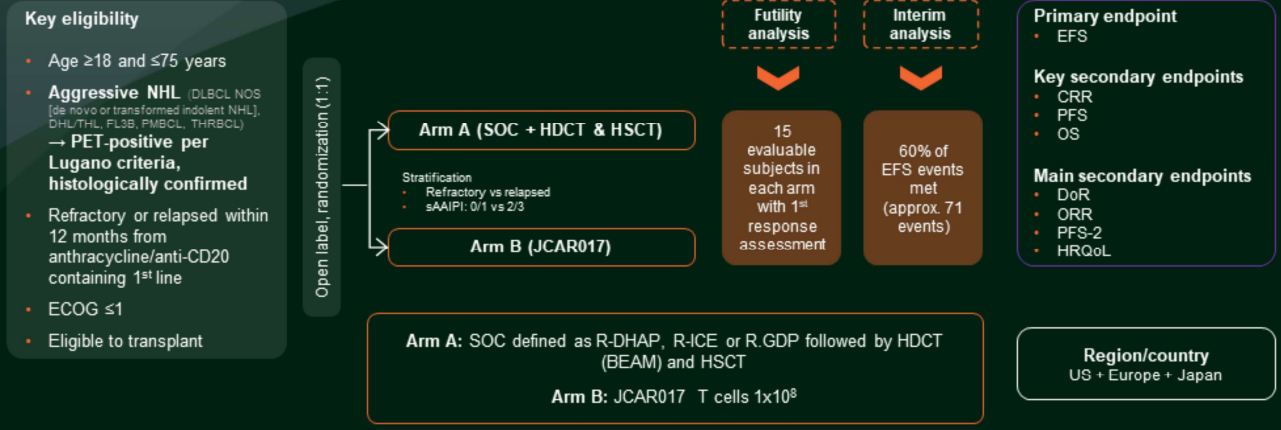 Key eligibility
• Age ≥18 and ≤75 years
• Aggressive NHL (DLBCL NOS
[de novo or transformed indolent NHL],
DHL/THL, FL3B, PMBCL, THRBCL)
→ PET-positive per
Lugano criteria,
histologically confirmed
• Refractory or relapsed within
12 months from
anthracycline/anti-CD20
containing 1st line
• ECOG ≤1
• Eligible to transplant
Open label, randomization (1:1)
Arm A (SOC + HDCT & HSCT)
Stratification
• Refractory vs relapsed
• sAAIPI: 0/1 vs 2/3
Arm B (JCAR017)
Futility
analysis
15
evaluable
subjects in
each arm
with 1st
response
assessment
Interim
analysis
60% of
EFS events
met
(approx. 71
events)
Primary endpoint
• EFS
Key secondary endpoints
• CRR
• PFS
• OS
Main secondary endpoints
• DoR
• ORR
• PFS-2
• HRQoL
Arm A: SOC defined as R-DHAP, R-ICE or R.GDP followed by HDCT
(BEAM) and HSCT
Arm B: JCAR017 T cells 1x10⁸
Region/country
US + Europe + Japan